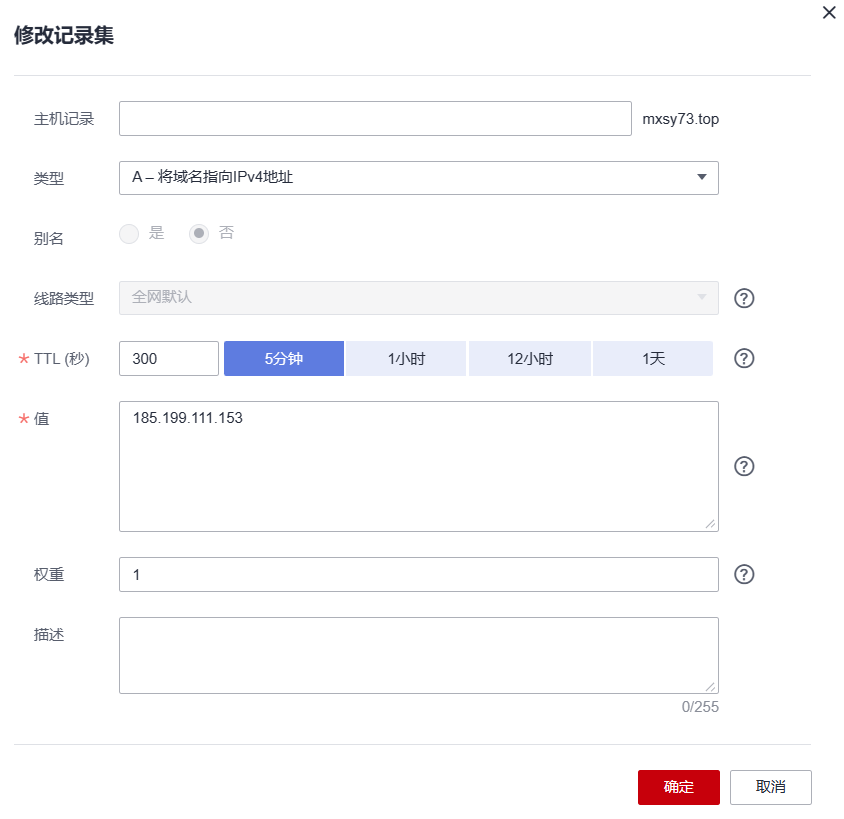 修改记录集
主机记录 mxsy73.top
类型 A – 将域名指向IPv4地址
别名 是 否
线路类型 全网默认
* TTL (秒) 300 5分钟 1小时 12小时 1天
* 值 185.199.111.153
权重 1
描述
0/255
确定 取消